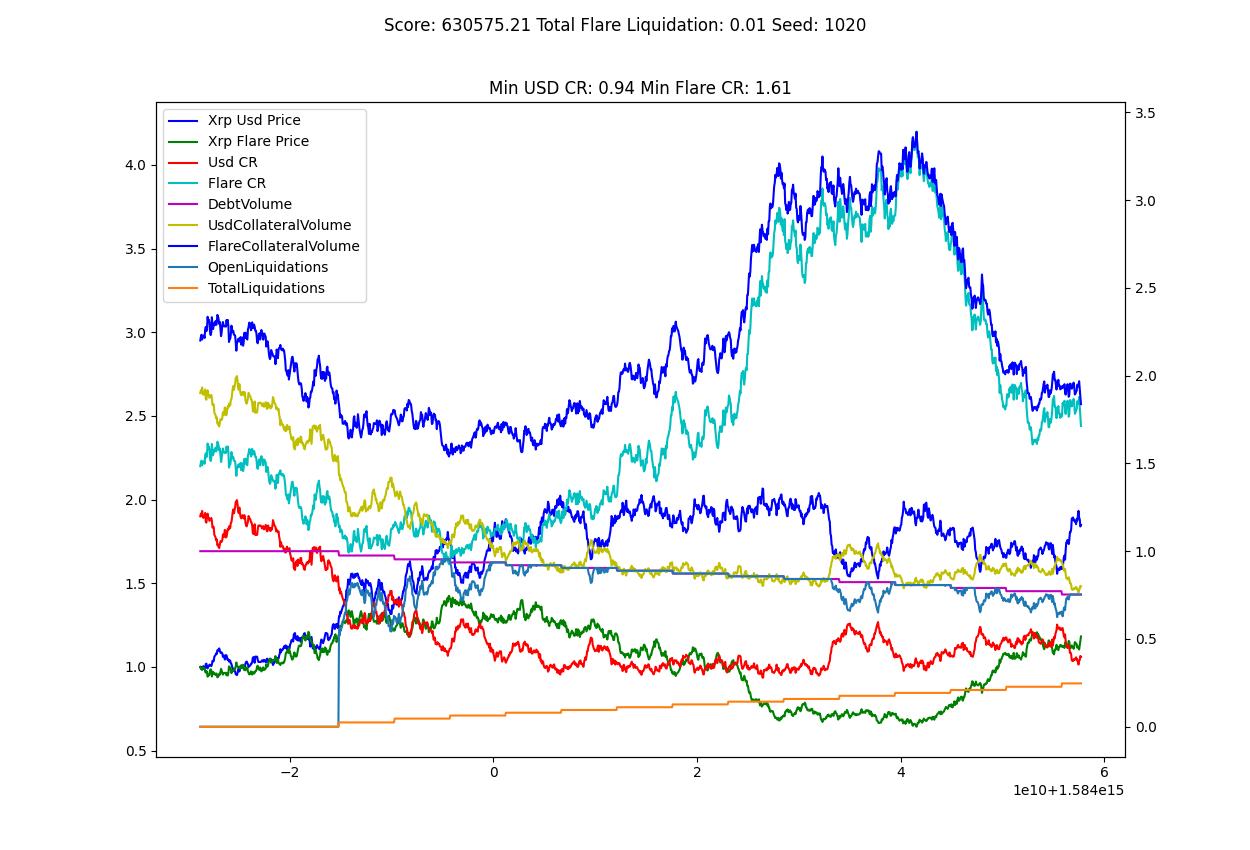 Score: 630575.21 Total Flare Liquidation: 0.01 Seed: 1020
Min USD CR: 0.94 Min Flare CR: 1.61
Xrp Usd Price
Xrp Flare Price
Usd CR
Flare CR
DebtVolume
UsdCollateralVolume
FlareCollateralVolume
OpenLiquidations
TotalLiquidations
4.0
3.5
3.0
2.5
2.0
1.5
1.0
0.5
3.5
3.0
2.5
2.0
1.5
1.0
0.5
0.0
−2 0 2 4 6
1e10+1.584e15